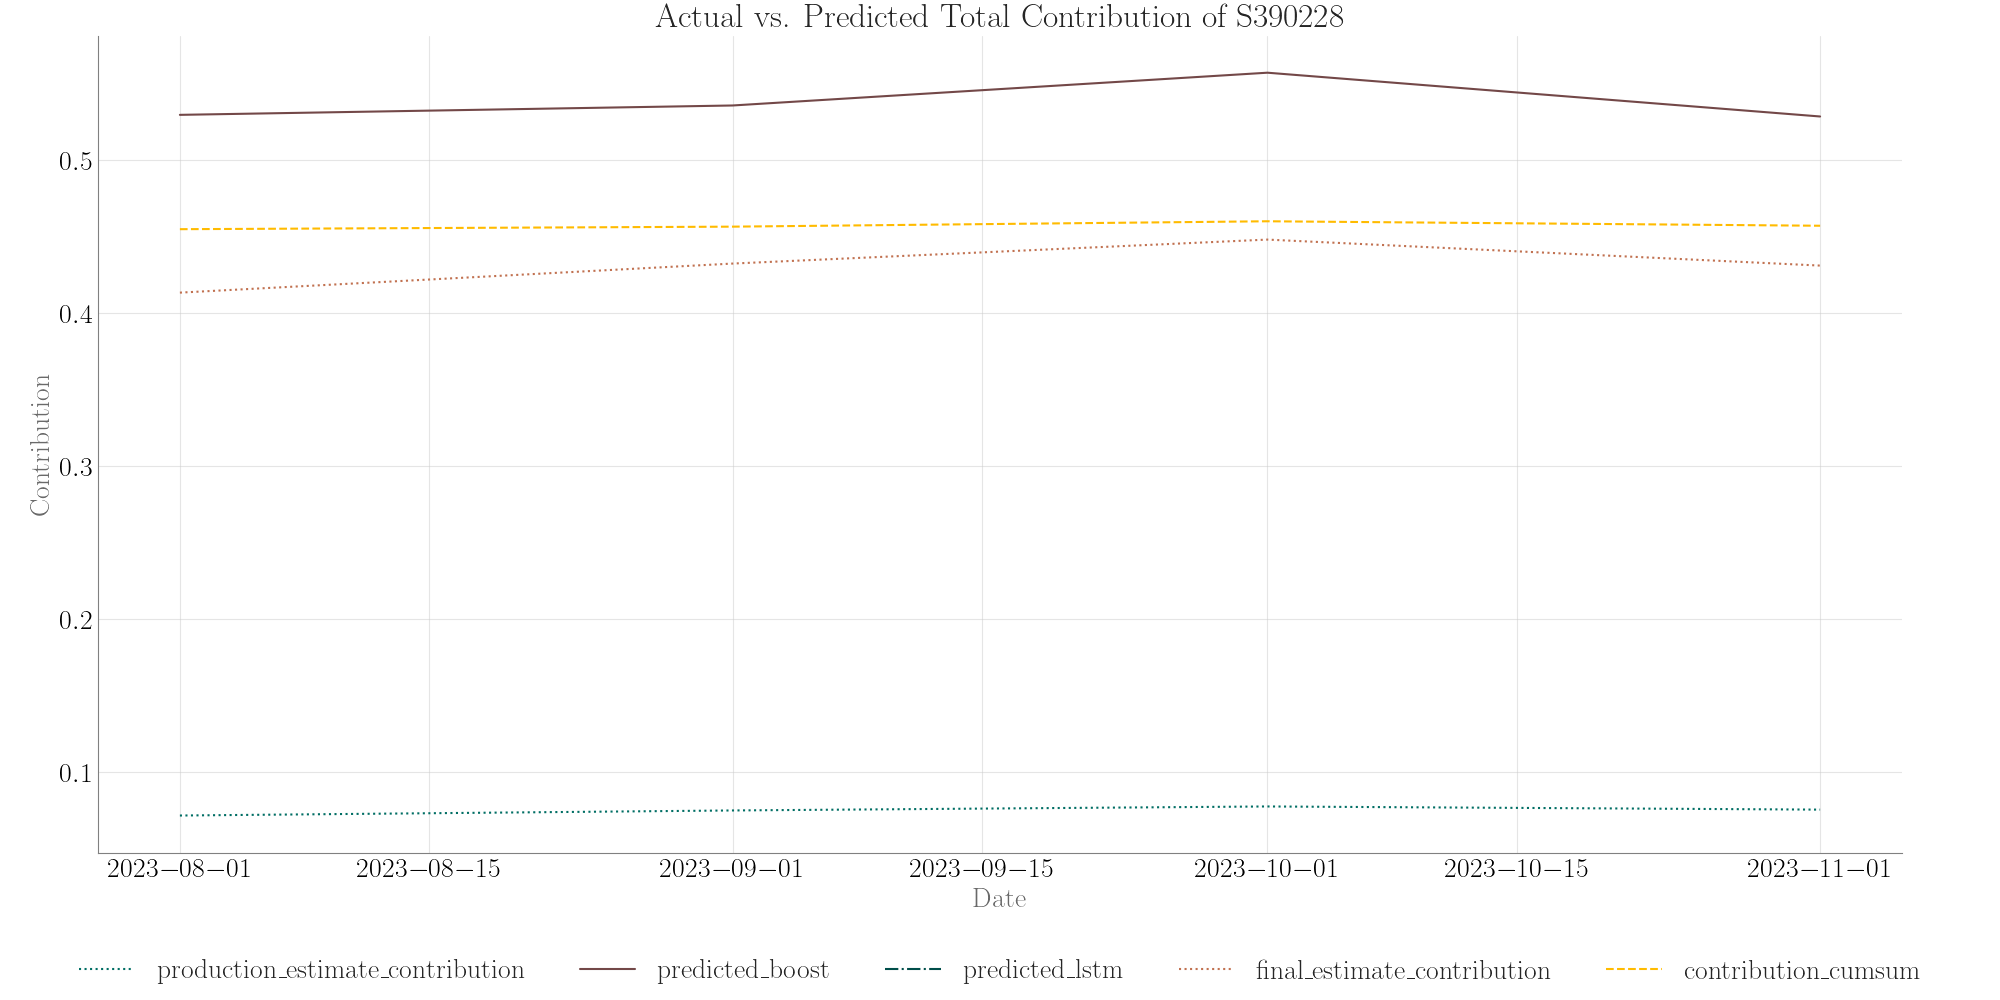 Actual vs. Predicted Total Contribution of S390228
Contribution
0.5
0.4
0.3
0.2
0.1
2023−08−01 2023−08−15 2023−09−01 2023−09−15 2023−10−01 2023−10−15 2023−11−01
Date
production_estimate_contribution predicted_boost predicted_lstm final_estimate_contribution contribution_cumsum